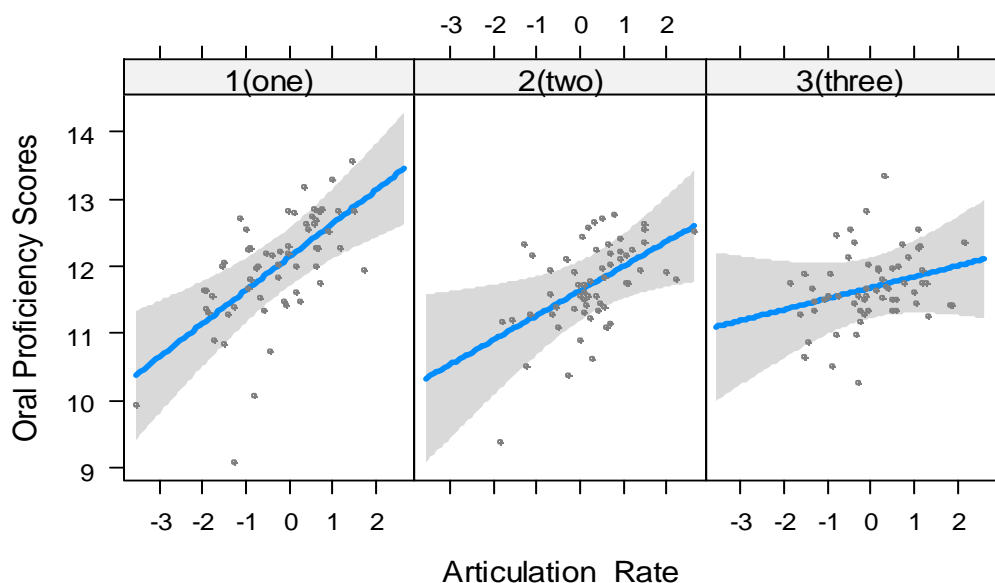 -3 -2 -1 0 1 2
1(one) 2(two) 3(three)
14
13
12
11
10
9
Oral Proficiency Scores
-3 -2 -1 0 1 2 -3 -2 -1 0 1 2
Articulation Rate